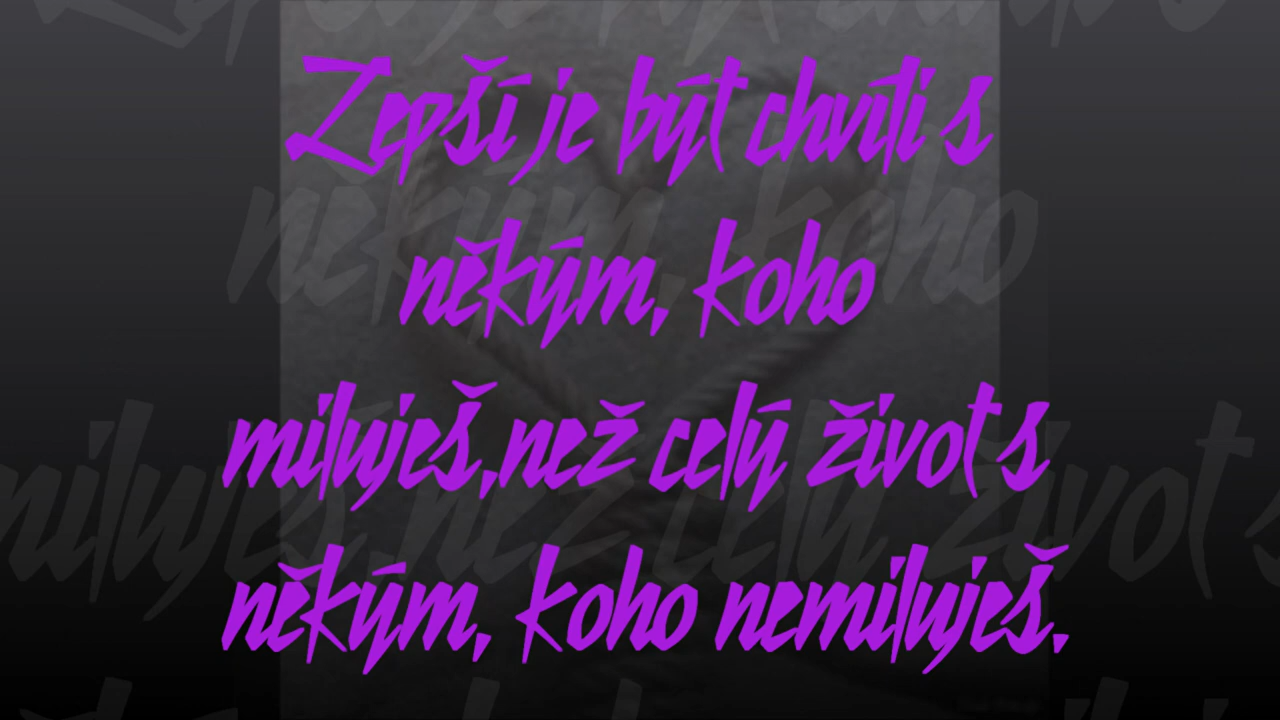 Lepší je být chvíli s
někým, koho
miluješ,než celý život s
někým, koho nemiluješ.